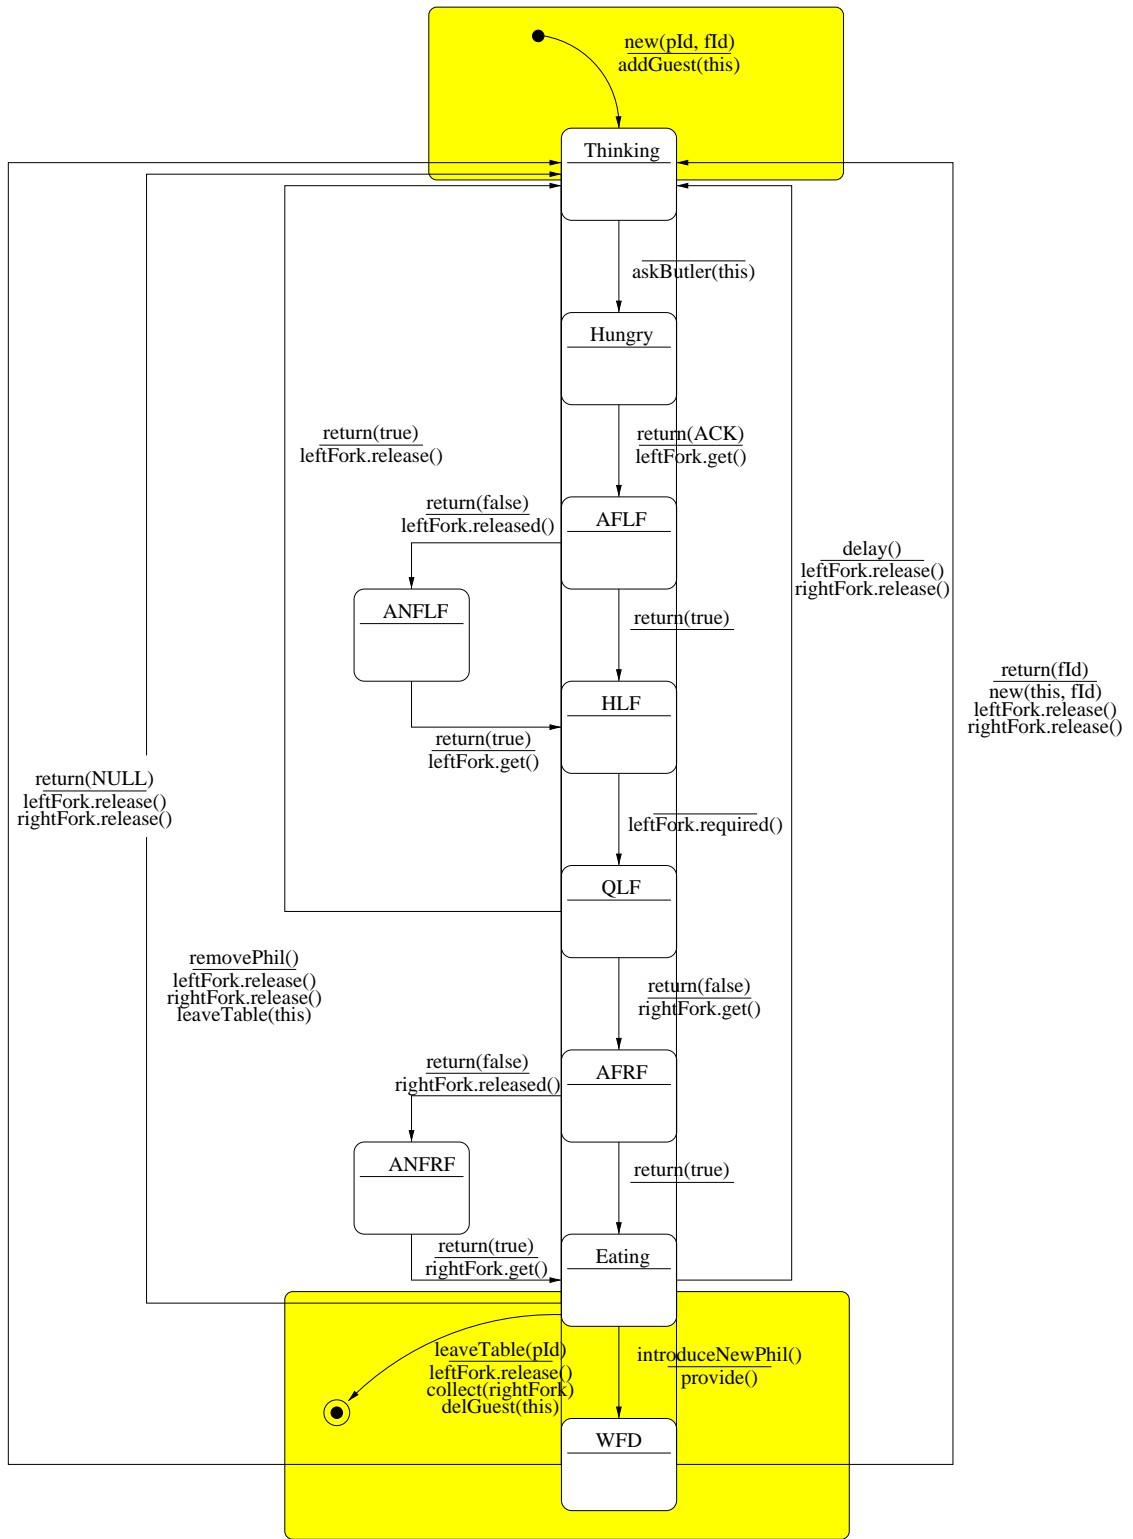 new(pId, fId)
addGuest(this)
Thinking
askButler(this)
Hungry
return(true)
leftFork.release()
return(ACK)
leftFork.get()
return(false)
leftFork.released()
AFLF
delay()
leftFork.release()
rightFork.release()
ANFLF
return(true)
return(fId)
new(this, fId)
leftFork.release()
rightFork.release()
HLF
return(true)
leftFork.get()
return(NULL)
leftFork.release()
rightFork.release()
leftFork.required()
QLF
removePhil()
leftFork.release()
rightFork.release()
leaveTable(this)
return(false)
rightFork.get()
return(false)
rightFork.released()
AFRF
ANFRF
return(true)
return(true)
rightFork.get()
Eating
leaveTable(pId)
leftFork.release()
collect(rightFork)
delGuest(this)
introduceNewPhil()
provide()
WFD